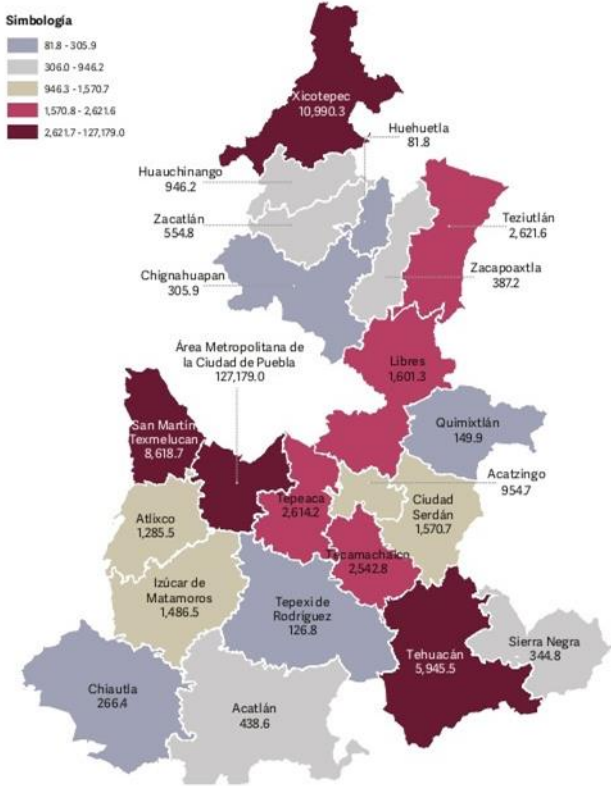 Simbología
81.8 - 305.9
306.0 - 946.2
946.3 - 1,570.7
1,570.8 - 2,621.6
2,621.7 - 127,179.0
Xicotepec
10,990.3
Huehuetla
81.8
Huauchinango
946.2
Zacatlán
554.8
Teziutlán
2,621.6
Zacapoaxtla
387.2
Chignahuapan
305.9
Área Metropolitana de
la Ciudad de Puebla
127,179.0
Libres
1,601.3
San Martín
Texmelucan
8,618.7
Quimixtlán
149.9
Acatzingo
954.7
Ciudad
Serdán
1,570.7
Tepeaca
2,614.2
Atlixco
1,285.5
Tecamachalco
2,542.8
Izúcar de
Matamoros
1,486.5
Tepexi de
Rodríguez
126.8
Sierra Negra
344.8
Tehuacán
5,945.5
Chiautla
266.4
Acatlán
438.6